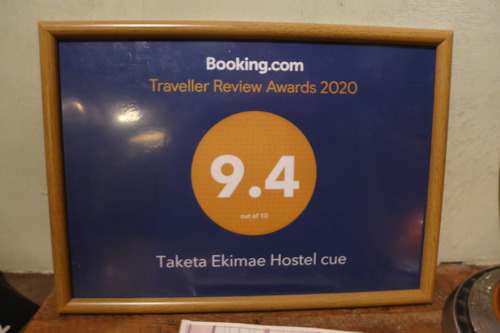 Booking.com
Traveller Review Awards 2020
9.4
out of 10
Taketa Ekimae Hostel cue